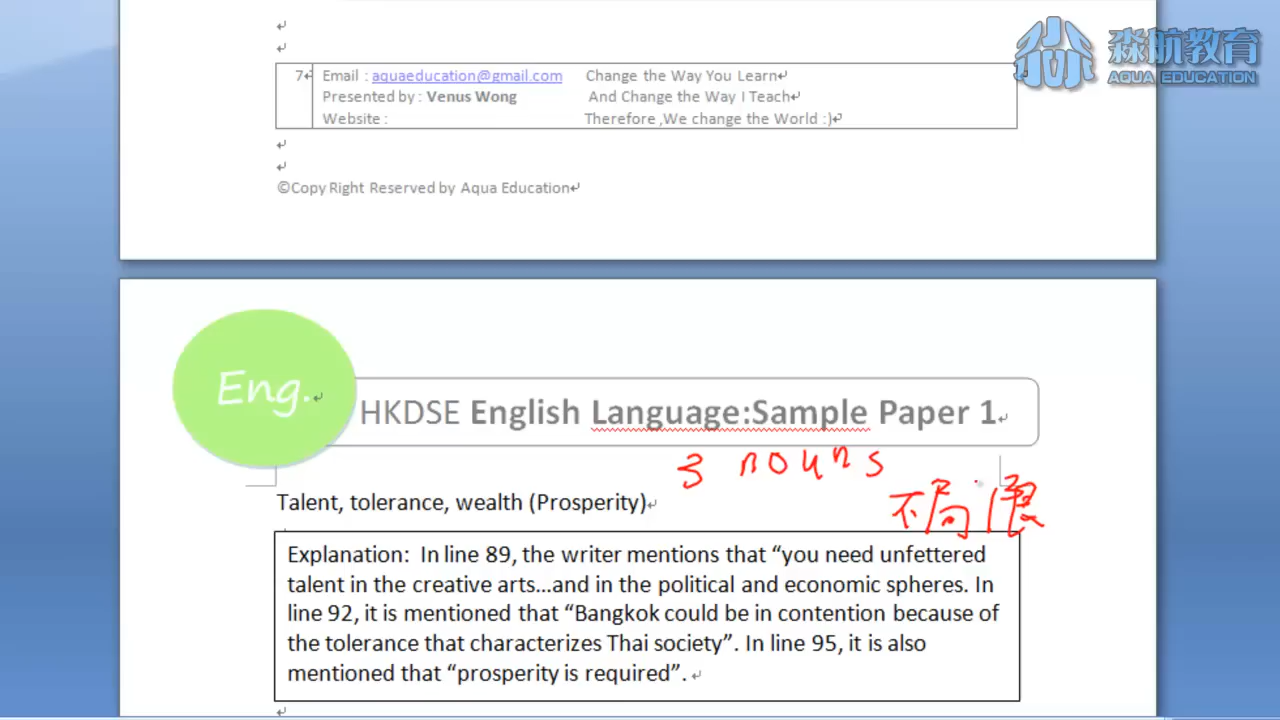 淼航教育
AQUA EDUCATION
7 Email : aquaeducation@gmail.com Change the Way You Learn
Presented by : Venus Wong And Change the Way I Teach
Website : Therefore ,We change the World :)
©Copy Right Reserved by Aqua Education
Eng.
HKDSE English Language:Sample Paper 1
3 nouns
Talent, tolerance, wealth (Prosperity)
不局限
Explanation: In line 89, the writer mentions that “you need unfettered
talent in the creative arts…and in the political and economic spheres. In
line 92, it is mentioned that “Bangkok could be in contention because of
the tolerance that characterizes Thai society”. In line 95, it is also
mentioned that “prosperity is required”.